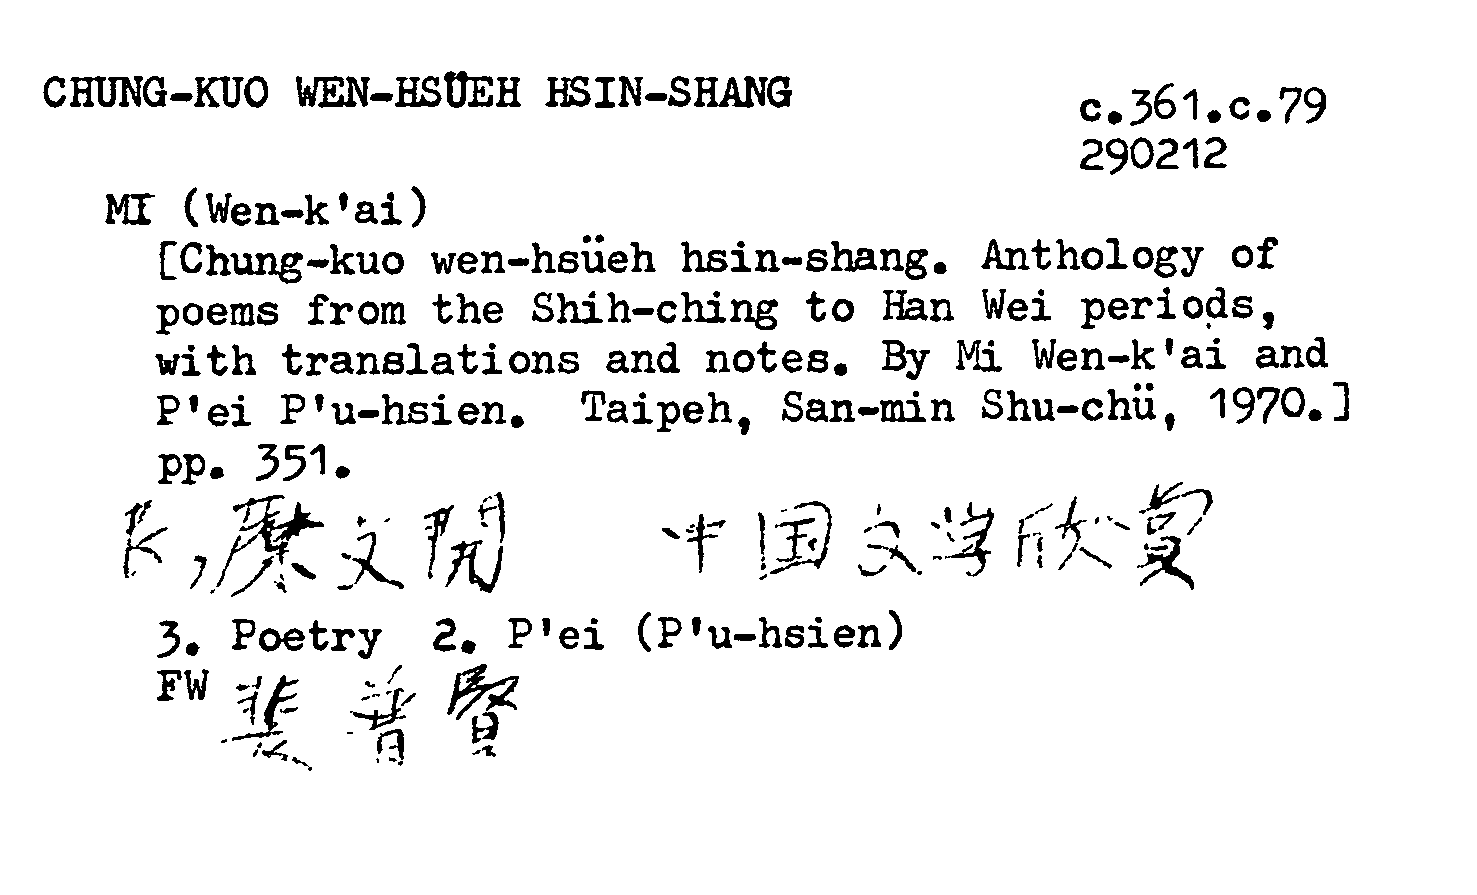 CHUNG-KUO WEN-HSÜEH HSIN-SHANG
c.361.c.79
290212
MI (Wen-k'ai)
[Chung-kuo wen-hsüeh hsin-shang. Anthology of
poems from the Shih-ching to Han Wei periods,
with translations and notes. By Mi Wen-k'ai and
P'ei P'u-hsien. Taipeh, San-min Shu-chü, 1970.]
pp. 351.
K, 糜文開 中国文学欣賞
3. Poetry 2. P'ei (P'u-hsien)
FW 裴普賢